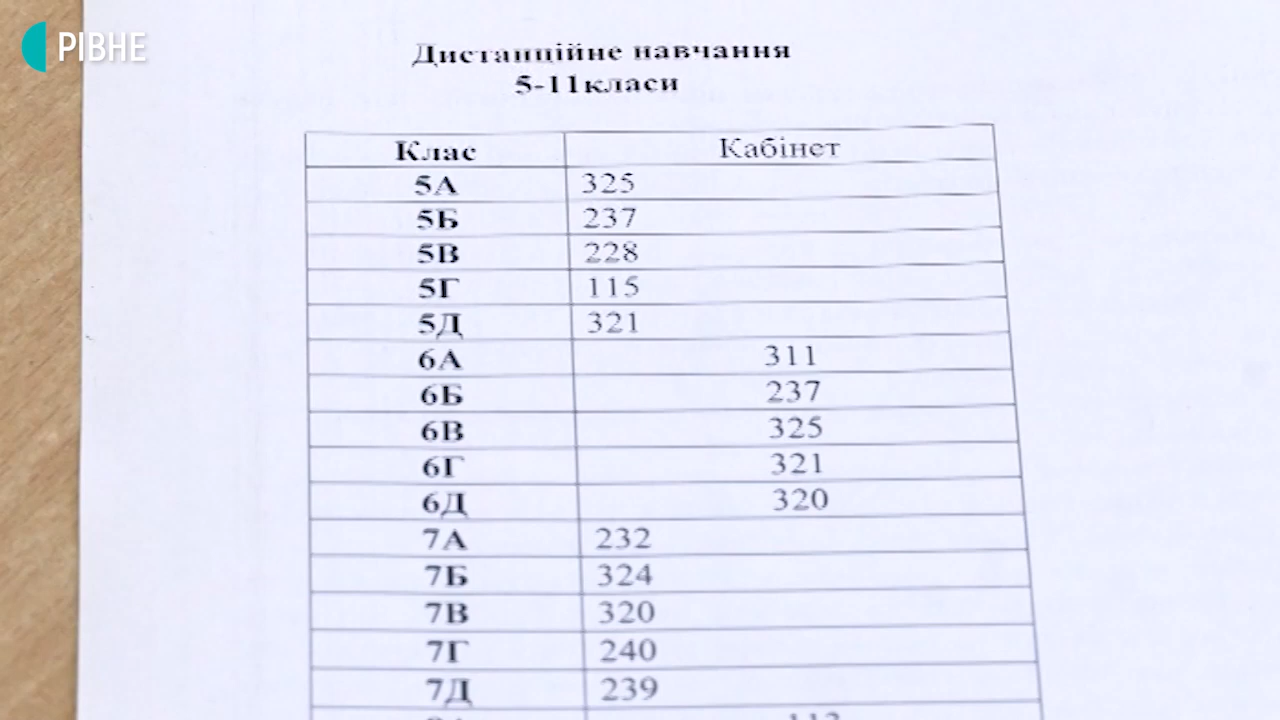 РІВНЕ
Дистанційне навчання
5-11класи
Клас Кабінет
5А 325
5Б 237
5В 228
5Г 115
5Д 321
6А 311
6Б 237
6В 325
6Г 321
6Д 320
7А 232
7Б 324
7В 320
7Г 240
7Д 239